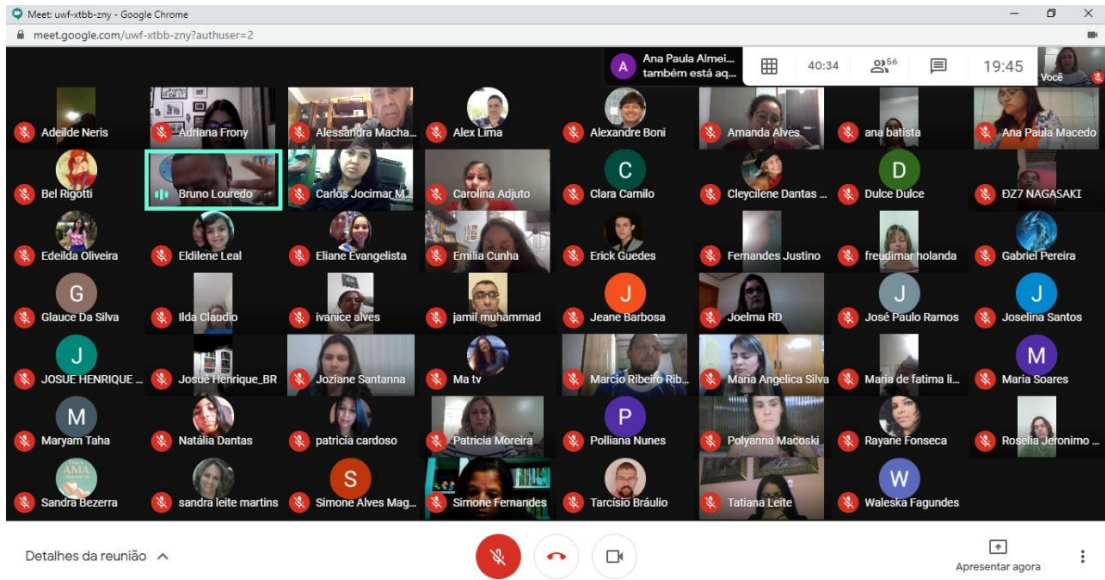 Meet: uwf-xtbb-zny - Google Chrome
meet.google.com/uwf-xtbb-zny?authuser=2
A
Ana Paula Almei...
também está aq...
40:34
56
19:45
Você
Adeilde Neris
Adriana Frony
Alessandra Macha...
Alex Lima
Alexandre Boni
Amanda Alves
ana batista
Ana Paula Macedo
Bel Rigotti
Bruno Louredo
Carlos Jocimar M...
Carolina Adjuto
C
Clara Camilo
Cleycilene Dantas ...
D
Dulce Dulce
ĐZ7 NAGASAKI
Edeilda Oliveira
Eldilene Leal
Eliane Evangelista
Emilia Cunha
Erick Guedes
Fernandes Justino
freudimar holanda
Gabriel Pereira
G
Glauce Da Silva
Ilda Claudio
ivanice alves
jamil muhammad
J
Jeane Barbosa
Joelma RD
J
José Paulo Ramos
J
Joselina Santos
J
JOSUE HENRIQUE ...
Josué Henrique_BR
Joziane Santanna
Ma tv
Marcio Ribeiro Rib...
Maria Angelica Silva
Maria de fatima li...
M
Maria Soares
M
Maryam Taha
Natália Dantas
patricia cardoso
Patricia Moreira
P
Polliana Nunes
Polyanna Macoski
Rayane Fonseca
Roselia Jeronimo ...
AMA
Sandra Bezerra
sandra leite martins
S
Simone Alves Mag...
Simone Fernandes
Tarcísio Bráulio
Tatiana Leite
W
Waleska Fagundes
Detalhes da reunião
Apresentar agora